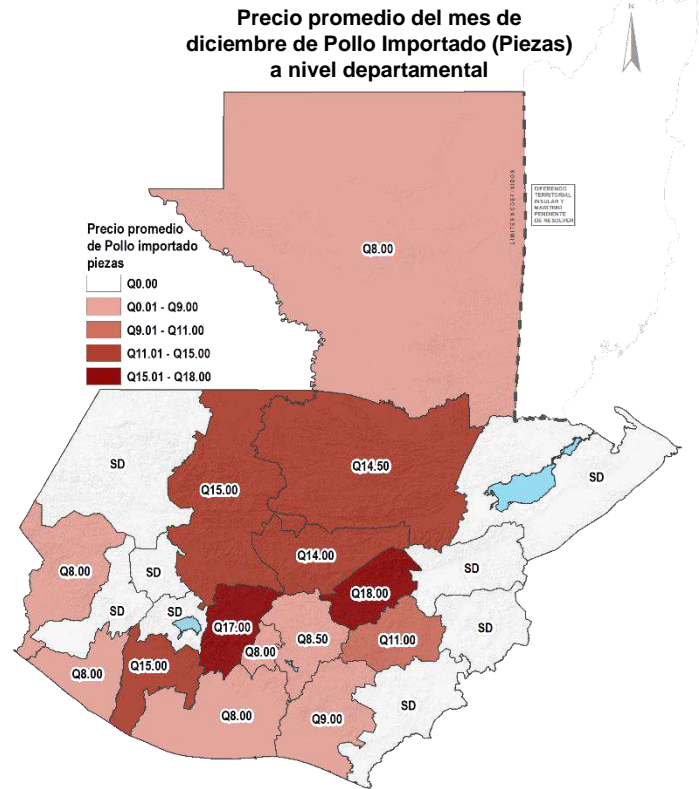 Precio promedio del mes de
diciembre de Pollo Importado (Piezas)
a nivel departamental
N
LIMITES NO DEFINIDOS
DIFERENDO
TERRITORIAL
INSULAR Y
MARITIMO
PENDIENTE
DE RESOLVER
Precio promedio
de Pollo importado
piezas
Q0.00
Q0.01 - Q9.00
Q9.01 - Q11.00
Q11.01 - Q15.00
Q15.01 - Q18.00
Q8.00
SD
Q15.00
Q14.50
SD
Q14.00
Q8.00
SD
SD
SD
Q18.00
SD
Q17.00
Q8.00
Q8.50
Q11.00
SD
Q8.00
Q15.00
Q8.00
Q9.00
SD